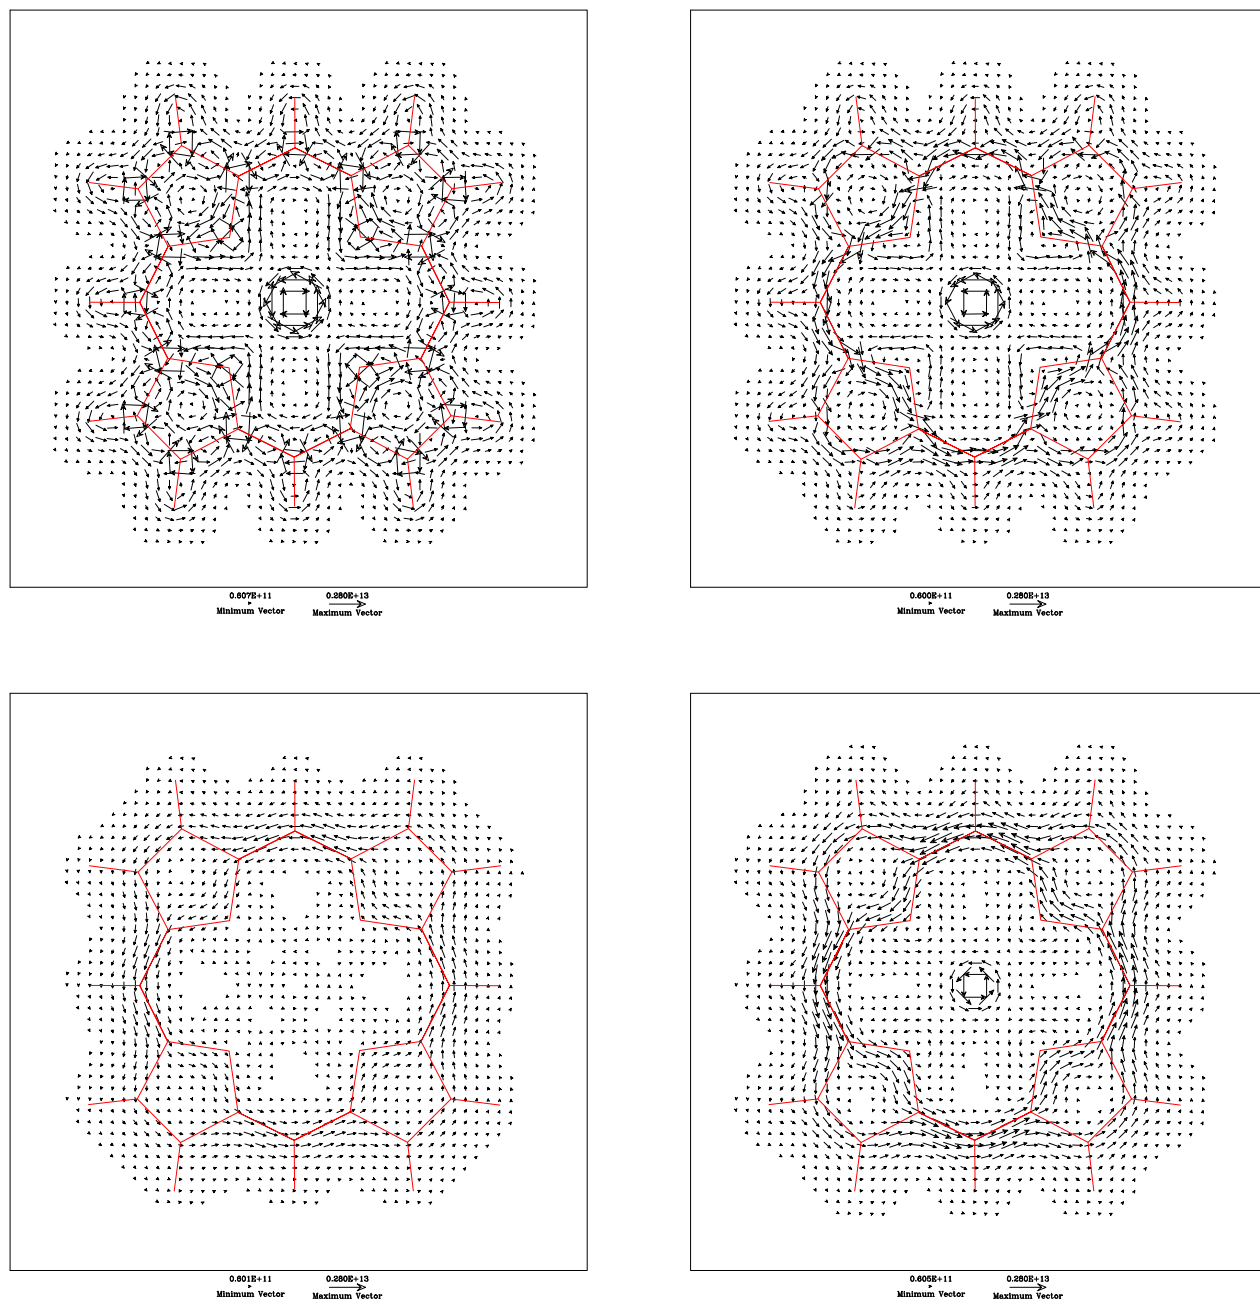 0.607E+11 0.280E+13
Minimum Vector Maximum Vector
0.600E+11 0.280E+13
Minimum Vector Maximum Vector
0.601E+11 0.280E+13
Minimum Vector Maximum Vector
0.605E+11 0.280E+13
Minimum Vector Maximum Vector